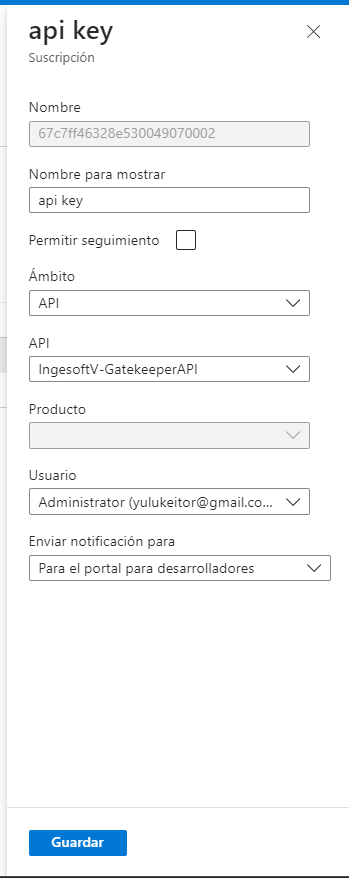 api key
Suscripción
Nombre
67c7ff46328e530049070002
Nombre para mostrar
api key
Permitir seguimiento
Ámbito
API
API
IngesoftV-GatekeeperAPI
Producto
Usuario
Administrator (yulukeitor@gmail.co...
Enviar notificación para
Para el portal para desarrolladores
Guardar